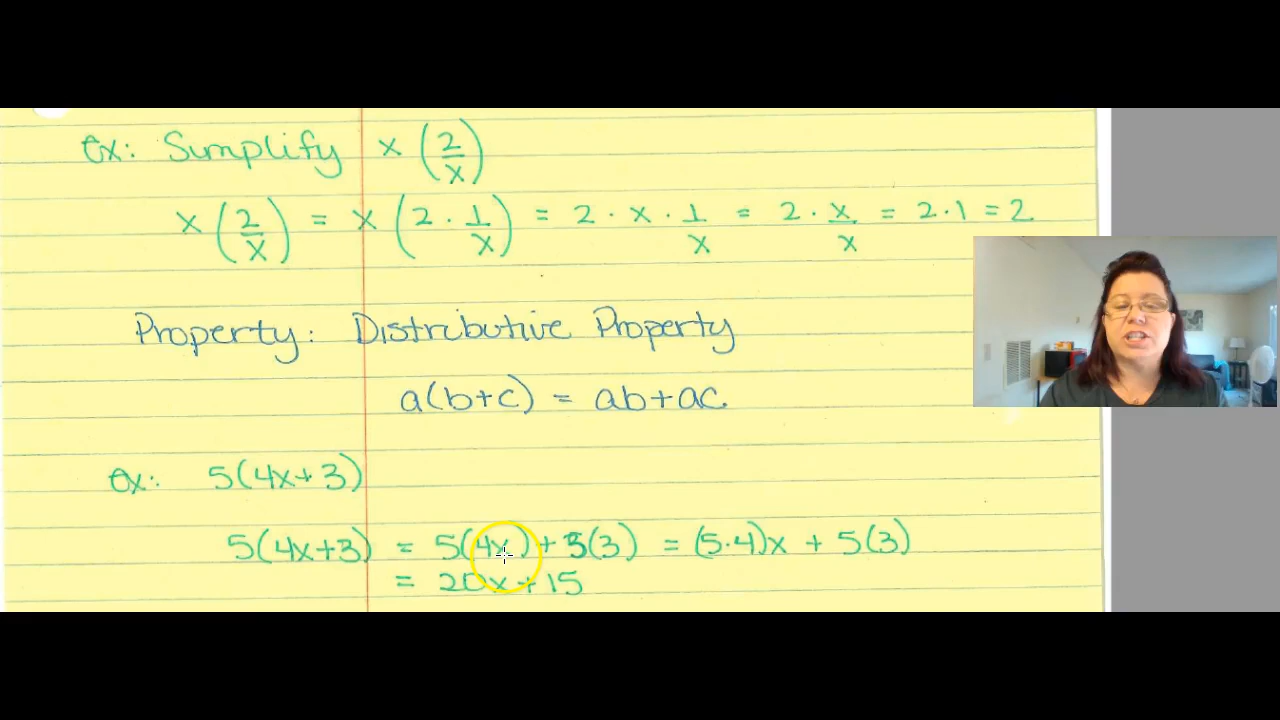 ex: Simplify x (2/x)
x (2/x) = x (2 · 1/x) = 2 · x · 1/x = 2 · x/x = 2 · 1 = 2
Property: Distributive Property
a(b+c) = ab+ac
ex: 5(4x+3)
5(4x+3) = 5(4x) + 5(3) = (5·4)x + 5(3)
= 20x + 15